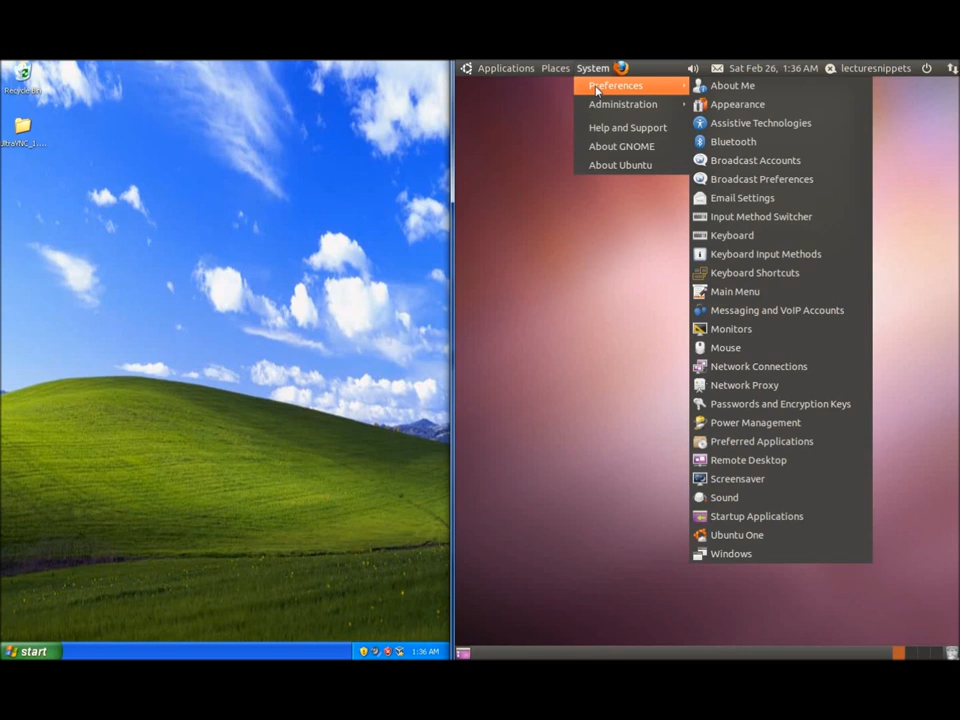 Recycle Bin
UltraVNC_1....
start
1:36 AM
Applications Places System Sat Feb 26, 1:36 AM lecturesnippets
Preferences
Administration
Help and Support
About GNOME
About Ubuntu
About Me
Appearance
Assistive Technologies
Bluetooth
Broadcast Accounts
Broadcast Preferences
Email Settings
Input Method Switcher
Keyboard
Keyboard Input Methods
Keyboard Shortcuts
Main Menu
Messaging and VoIP Accounts
Monitors
Mouse
Network Connections
Network Proxy
Passwords and Encryption Keys
Power Management
Preferred Applications
Remote Desktop
Screensaver
Sound
Startup Applications
Ubuntu One
Windows